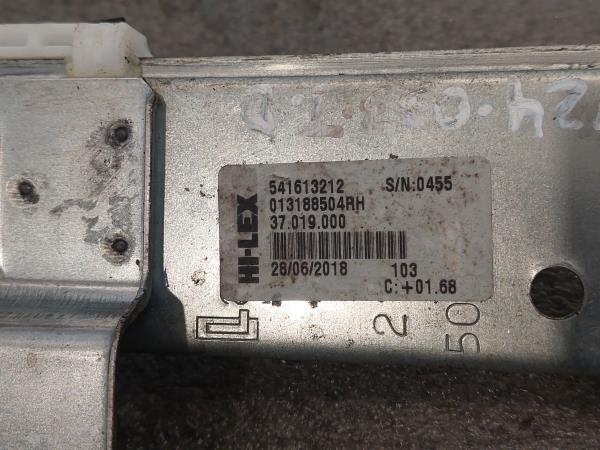 HI-LEX
541613212 S/N:0455
013188504RH
37.019.000
28/06/2018 103
C:+01.68
2
50